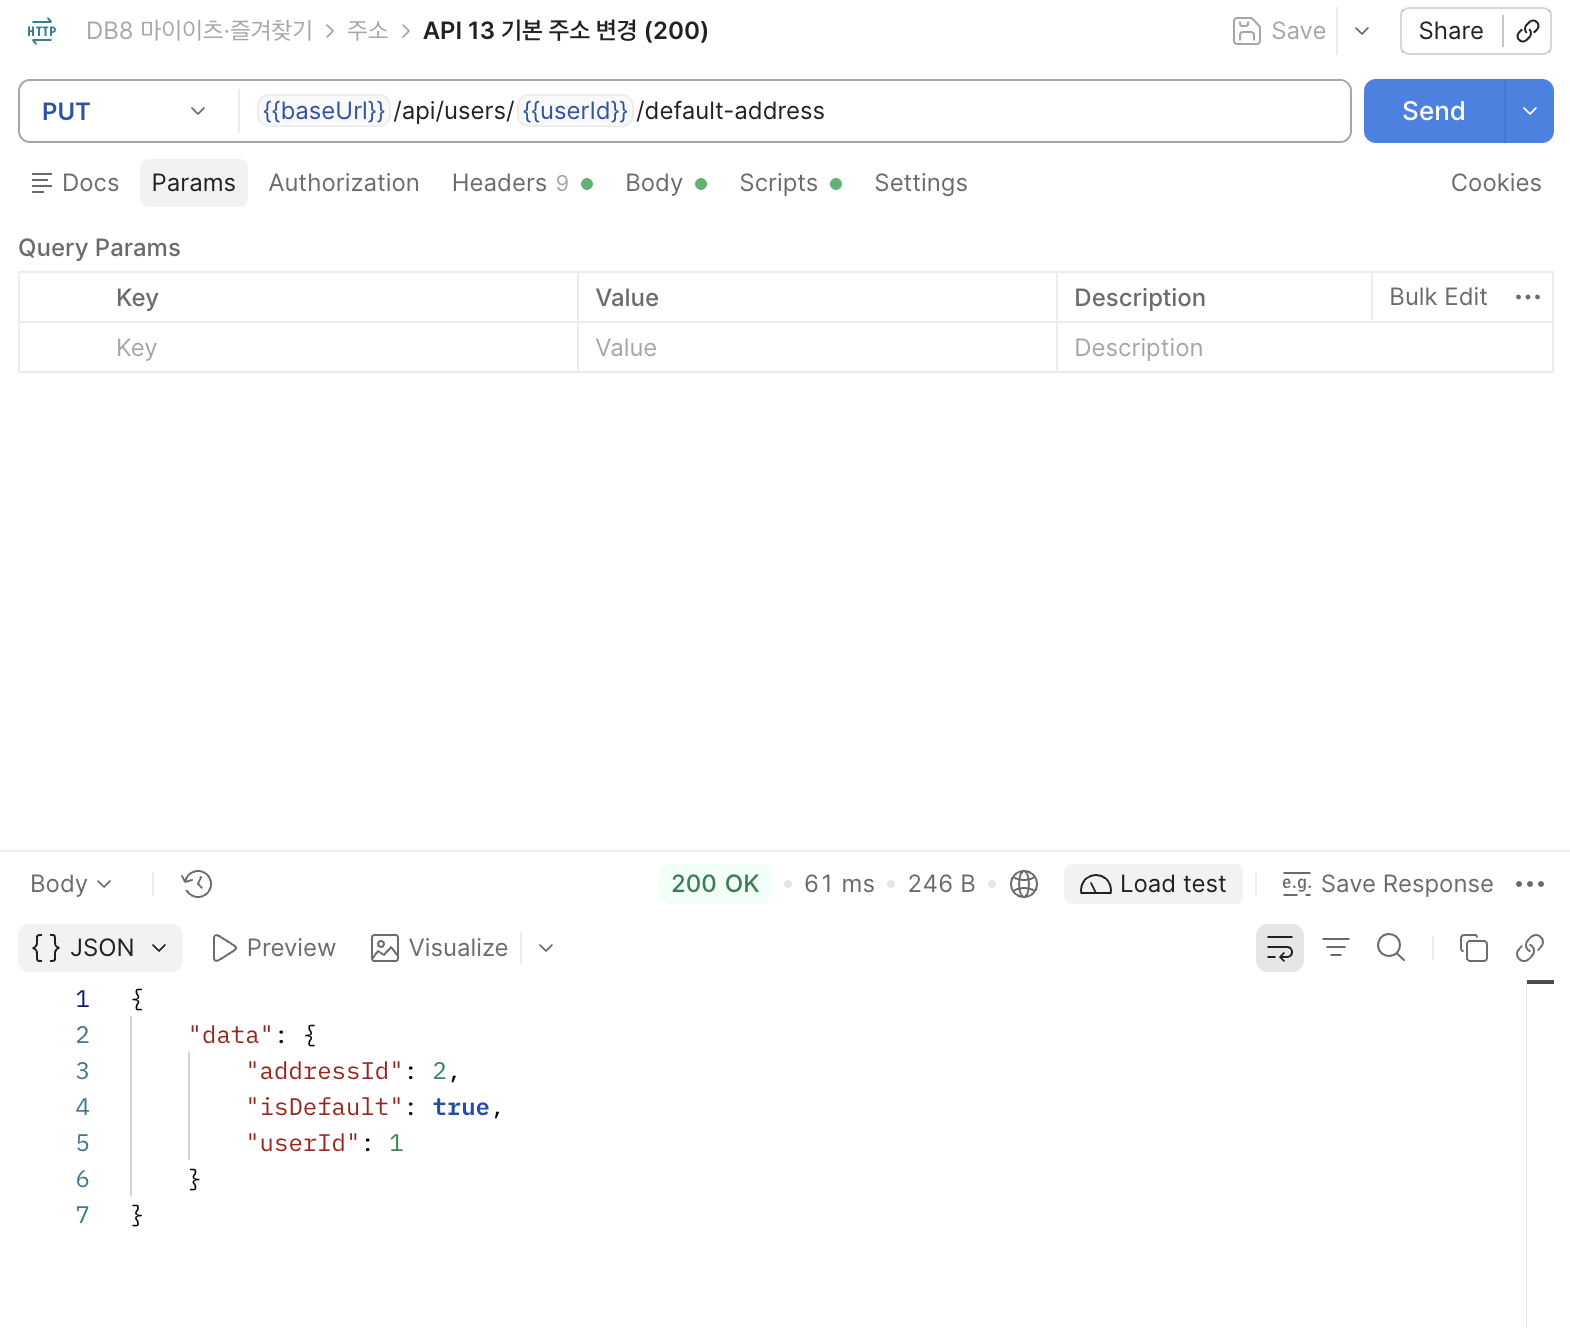 HTTP DB8 마이이츠·즐겨찾기 > 주소 > API 13 기본 주소 변경 (200) Save Share
PUT {{baseUrl}}/api/users/{{userId}}/default-address Send
Docs Params Authorization Headers 9 Body Scripts Settings Cookies
Query Params
Key Value Description Bulk Edit
Key Value Description
Body 200 OK • 61 ms • 246 B • Load test e.g. Save Response
{ } JSON Preview Visualize
1 {
2 "data": {
3 "addressId": 2,
4 "isDefault": true,
5 "userId": 1
6 }
7 }